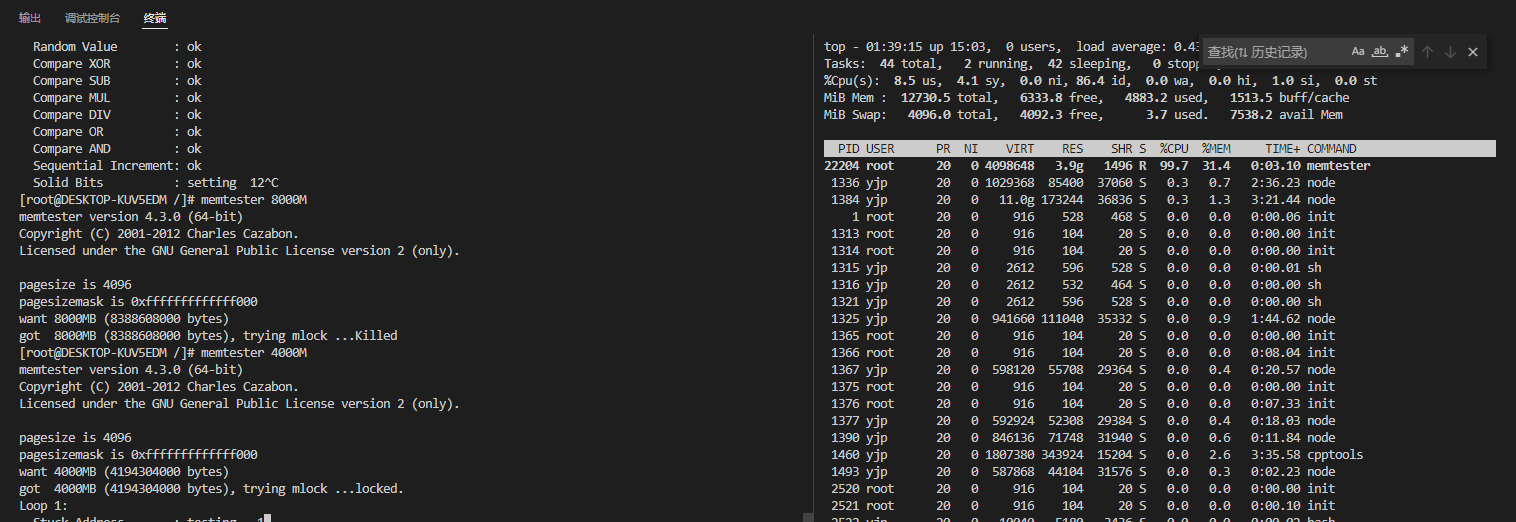 输出 调试控制台 终端
Random Value : ok
Compare XOR : ok
Compare SUB : ok
Compare MUL : ok
Compare DIV : ok
Compare OR : ok
Compare AND : ok
Sequential Increment: ok
Solid Bits : setting 12^C
[root@DESKTOP-KUV5EDM /]# memtester 8000M
memtester version 4.3.0 (64-bit)
Copyright (C) 2001-2012 Charles Cazabon.
Licensed under the GNU General Public License version 2 (only).
pagesize is 4096
pagesizemask is 0xfffffffffffff000
want 8000MB (8388608000 bytes)
got 8000MB (8388608000 bytes), trying mlock ...Killed
[root@DESKTOP-KUV5EDM /]# memtester 4000M
memtester version 4.3.0 (64-bit)
Copyright (C) 2001-2012 Charles Cazabon.
Licensed under the GNU General Public License version 2 (only).
pagesize is 4096
pagesizemask is 0xfffffffffffff000
want 4000MB (4194304000 bytes)
got 4000MB (4194304000 bytes), trying mlock ...locked.
Loop 1:
Stuck Address : testing 1
top - 01:39:15 up 15:03, 0 users, load average: 0.43
查找(⇅ 历史记录) Aa ab .*
Tasks: 44 total, 2 running, 42 sleeping, 0 stopp
%Cpu(s): 8.5 us, 4.1 sy, 0.0 ni, 86.4 id, 0.0 wa, 0.0 hi, 1.0 si, 0.0 st
MiB Mem : 12730.5 total, 6333.8 free, 4883.2 used, 1513.5 buff/cache
MiB Swap: 4096.0 total, 4092.3 free, 3.7 used. 7538.2 avail Mem
PID USER PR NI VIRT RES SHR S %CPU %MEM TIME+ COMMAND
22204 root 20 0 4098648 3.9g 1496 R 99.7 31.4 0:03.10 memtester
1336 yjp 20 0 1029368 85400 37060 S 0.3 0.7 2:36.23 node
1384 yjp 20 0 11.0g 173244 36836 S 0.3 1.3 3:21.44 node
1 root 20 0 916 528 468 S 0.0 0.0 0:00.06 init
1313 root 20 0 916 104 20 S 0.0 0.0 0:00.00 init
1314 root 20 0 916 104 20 S 0.0 0.0 0:00.00 init
1315 yjp 20 0 2612 596 528 S 0.0 0.0 0:00.01 sh
1316 yjp 20 0 2612 532 464 S 0.0 0.0 0:00.00 sh
1321 yjp 20 0 2612 596 528 S 0.0 0.0 0:00.00 sh
1325 yjp 20 0 941660 111040 35332 S 0.0 0.9 1:44.62 node
1365 root 20 0 916 104 20 S 0.0 0.0 0:00.00 init
1366 root 20 0 916 104 20 S 0.0 0.0 0:08.04 init
1367 yjp 20 0 598120 55708 29364 S 0.0 0.4 0:20.57 node
1375 root 20 0 916 104 20 S 0.0 0.0 0:00.00 init
1376 root 20 0 916 104 20 S 0.0 0.0 0:07.33 init
1377 yjp 20 0 592924 52308 29384 S 0.0 0.4 0:18.03 node
1390 yjp 20 0 846136 71748 31940 S 0.0 0.6 0:11.84 node
1460 yjp 20 0 1807380 343924 15204 S 0.0 2.6 3:35.58 cpptools
1493 yjp 20 0 587868 44104 31576 S 0.0 0.3 0:02.23 node
2520 root 20 0 916 104 20 S 0.0 0.0 0:00.00 init
2521 root 20 0 916 104 20 S 0.0 0.0 0:00.10 init